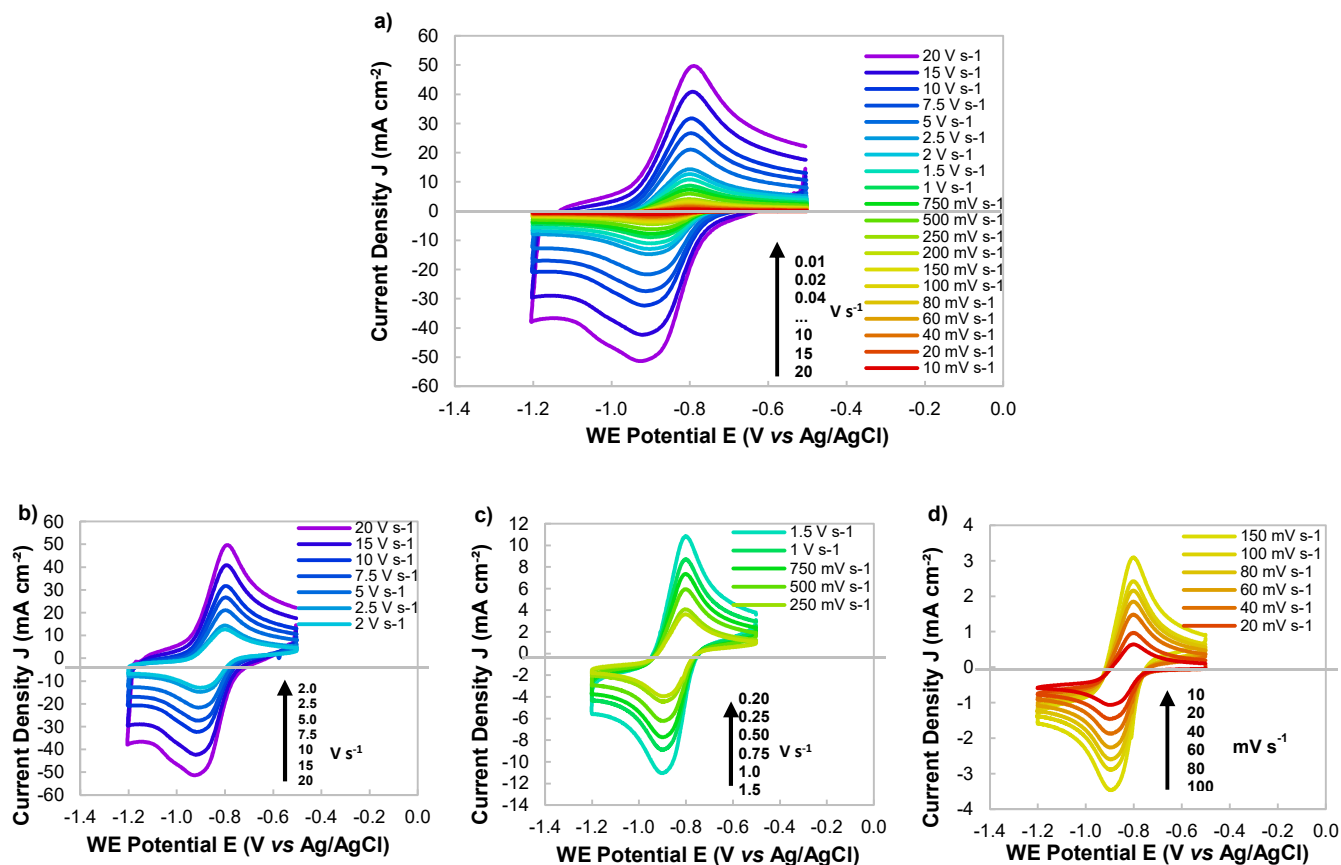 a)
Current Density J (mA cm⁻²)
60
50
40
30
20
10
0
-10
-20
-30
-40
-50
-60
-1.4
-1.2
-1.0
-0.8
-0.6
-0.4
-0.2
0.0
WE Potential E (V vs Ag/AgCl)
20 V s-1
15 V s-1
10 V s-1
7.5 V s-1
5 V s-1
2.5 V s-1
2 V s-1
1.5 V s-1
1 V s-1
750 mV s-1
500 mV s-1
250 mV s-1
200 mV s-1
150 mV s-1
100 mV s-1
80 mV s-1
60 mV s-1
40 mV s-1
20 mV s-1
10 mV s-1
0.01
0.02
0.04
...
10
15
20
V s⁻¹
b)
Current Density J (mA cm⁻²)
60
50
40
30
20
10
0
-10
-20
-30
-40
-50
-60
-1.4
-1.2
-1.0
-0.8
-0.6
-0.4
-0.2
0.0
WE Potential E (V vs Ag/AgCl)
20 V s-1
15 V s-1
10 V s-1
7.5 V s-1
5 V s-1
2.5 V s-1
2 V s-1
2.0
2.5
5.0
7.5
10
15
20
V s⁻¹
c)
Current Density J (mA cm⁻²)
12
10
8
6
4
2
0
-2
-4
-6
-8
-10
-12
-14
-1.4
-1.2
-1.0
-0.8
-0.6
-0.4
-0.2
0.0
WE Potential E (V vs Ag/AgCl)
1.5 V s-1
1 V s-1
750 mV s-1
500 mV s-1
250 mV s-1
0.20
0.25
0.50
0.75
1.0
1.5
V s⁻¹
d)
Current Density J (mA cm⁻²)
4
3
2
1
0
-1
-2
-3
-4
-1.4
-1.2
-1.0
-0.8
-0.6
-0.4
-0.2
0.0
WE Potential E (V vs Ag/AgCl)
150 mV s-1
100 mV s-1
80 mV s-1
60 mV s-1
40 mV s-1
20 mV s-1
10
20
40
60
80
100
mV s⁻¹